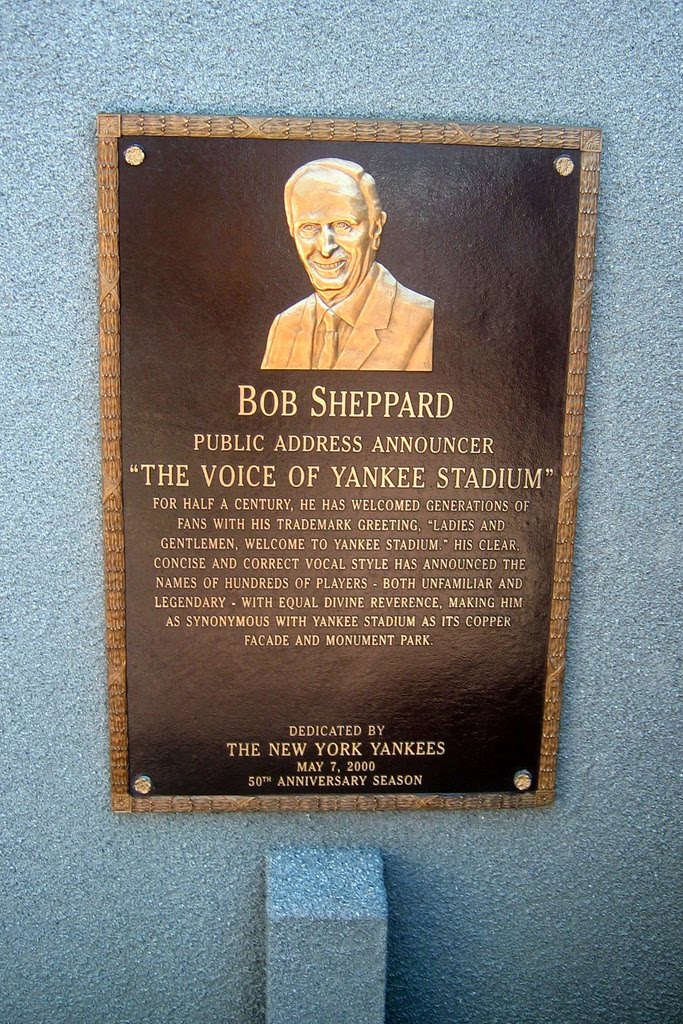 BOB SHEPPARD
PUBLIC ADDRESS ANNOUNCER
“THE VOICE OF YANKEE STADIUM”
FOR HALF A CENTURY, HE HAS WELCOMED GENERATIONS OF
FANS WITH HIS TRADEMARK GREETING, “LADIES AND
GENTLEMEN, WELCOME TO YANKEE STADIUM.” HIS CLEAR,
CONCISE AND CORRECT VOCAL STYLE HAS ANNOUNCED THE
NAMES OF HUNDREDS OF PLAYERS - BOTH UNFAMILIAR AND
LEGENDARY - WITH EQUAL DIVINE REVERENCE, MAKING HIM
AS SYNONYMOUS WITH YANKEE STADIUM AS ITS COPPER
FACADE AND MONUMENT PARK.
DEDICATED BY
THE NEW YORK YANKEES
MAY 7, 2000
50TH ANNIVERSARY SEASON